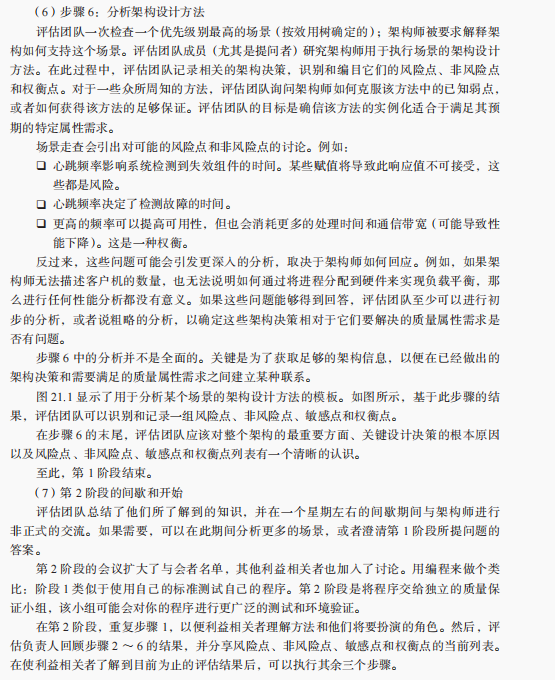 （6）步骤6：分析架构设计方法
评估团队一次检查一个优先级别最高的场景（按效用树确定的）；架构师被要求解释架
构如何支持这个场景。评估团队成员（尤其是提问者）研究架构师用于执行场景的架构设计
方法。在此过程中，评估团队记录相关的架构决策，识别和编目它们的风险点、非风险点
和权衡点。对于一些众所周知的方法，评估团队询问架构师如何克服该方法中的已知弱点，
或者如何获得该方法的足够保证。评估团队的目标是确信该方法的实例化适合于满足其预
期的特定属性需求。
场景走查会引出对可能的风险点和非风险点的讨论。例如：
❑ 心跳频率影响系统检测到失效组件的时间。某些赋值将导致此响应值不可接受，这
些都是风险。
❑ 心跳频率决定了检测故障的时间。
❑ 更高的频率可以提高可用性，但也会消耗更多的处理时间和通信带宽（可能导致性
能下降）。这是一种权衡。
反过来，这些问题可能会引发更深入的分析，取决于架构师如何回应。例如，如果架
构师无法描述客户机的数量，也无法说明如何通过将进程分配到硬件来实现负载平衡，那
么进行任何性能分析都没有意义。如果这些问题能够得到回答，评估团队至少可以进行初
步的分析，或者说粗略的分析，以确定这些架构决策相对于它们要解决的质量属性需求是
否有问题。
步骤6中的分析并不是全面的。关键是为了获取足够的架构信息，以便在已经做出的
架构决策和需要满足的质量属性需求之间建立某种联系。
图21.1显示了用于分析某个场景的架构设计方法的模板。如图所示，基于此步骤的结
果，评估团队可以识别和记录一组风险点、非风险点、敏感点和权衡点。
在步骤6的末尾，评估团队应该对整个架构的最重要方面、关键设计决策的根本原因
以及风险点、非风险点、敏感点和权衡点列表有一个清晰的认识。
至此，第1阶段结束。
（7）第2阶段的间歇和开始
评估团队总结了他们所了解到的知识，并在一个星期左右的间歇期间与架构师进行
非正式的交流。如果需要，可以在此期间分析更多的场景，或者澄清第1阶段所提问题的
答案。
第2阶段的会议扩大了与会者名单，其他利益相关者也加入了讨论。用编程来做个类
比：阶段1类似于使用自己的标准测试自己的程序。第2阶段是将程序交给独立的质量保
证小组，该小组可能会对你的程序进行更广泛的测试和环境验证。
在第2阶段，重复步骤1，以便利益相关者理解方法和他们将要扮演的角色。然后，评
估负责人回顾步骤2～6的结果，并分享风险点、非风险点、敏感点和权衡点的当前列表。
在使利益相关者了解到目前为止的评估结果后，可以执行其余三个步骤。